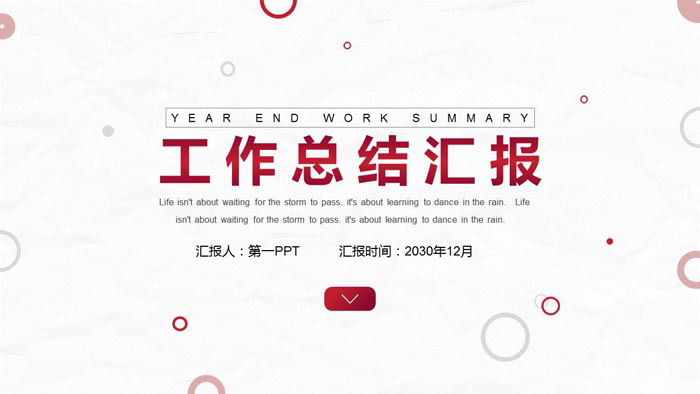 YEAR END WORK SUMMARY
工作总结汇报
Life isn't about waiting for the storm to pass. it's about learning to dance in the rain. Life
isn't about waiting for the storm to pass. it's about learning to dance in the rain.
汇报人：第一PPT 汇报时间：2030年12月